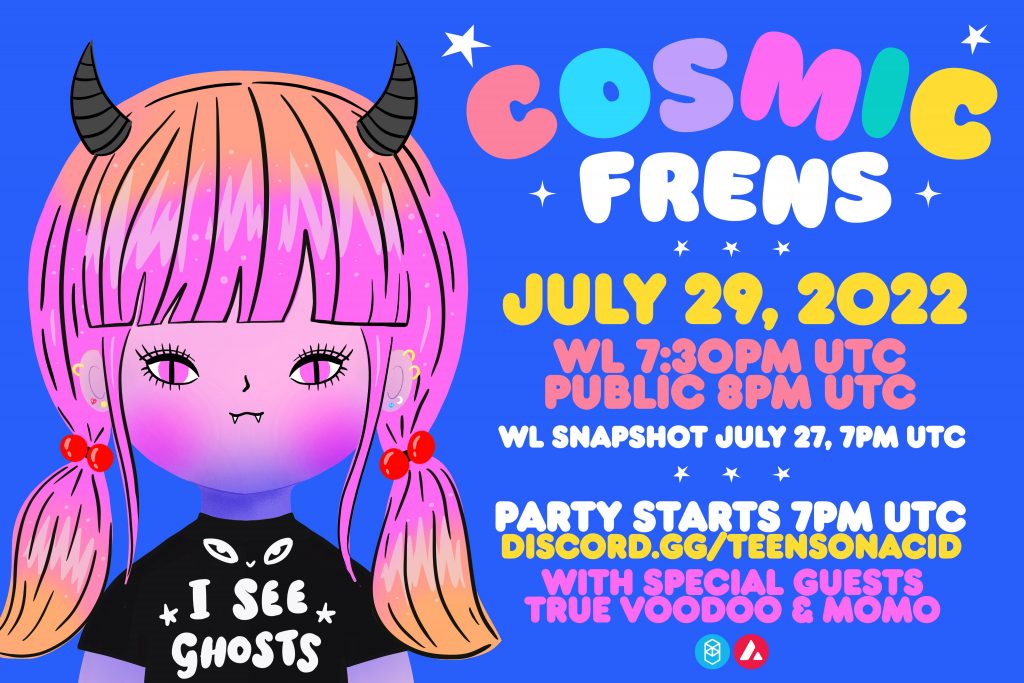 COSMIC
FRENS
JULY 29, 2022
WL 7:30PM UTC
PUBLIC 8PM UTC
WL SNAPSHOT JULY 27, 7PM UTC
PARTY STARTS 7PM UTC
DISCORD.GG/TEENSONACID
WITH SPECIAL GUESTS
TRUE VOODOO & MOMO
I SEE
GHOSTS